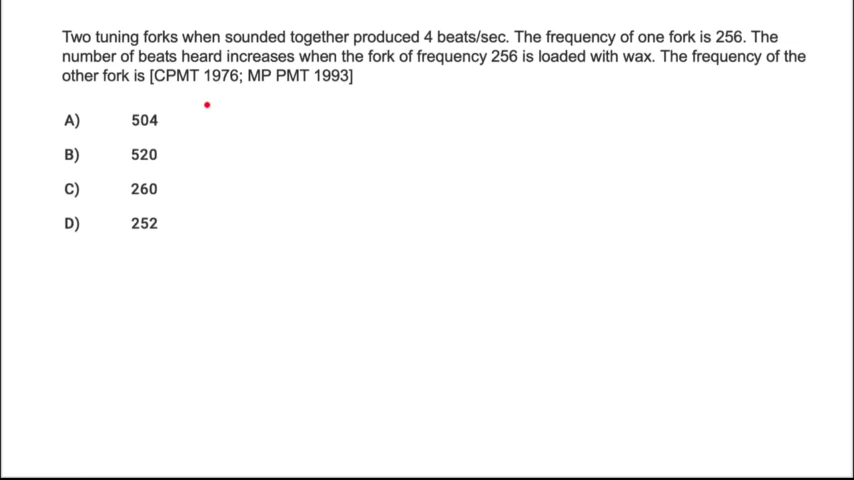 Two tuning forks when sounded together produced 4 beats/sec. The frequency of one fork is 256. The
number of beats heard increases when the fork of frequency 256 is loaded with wax. The frequency of the
other fork is [CPMT 1976; MP PMT 1993]
A) 504
B) 520
C) 260
D) 252